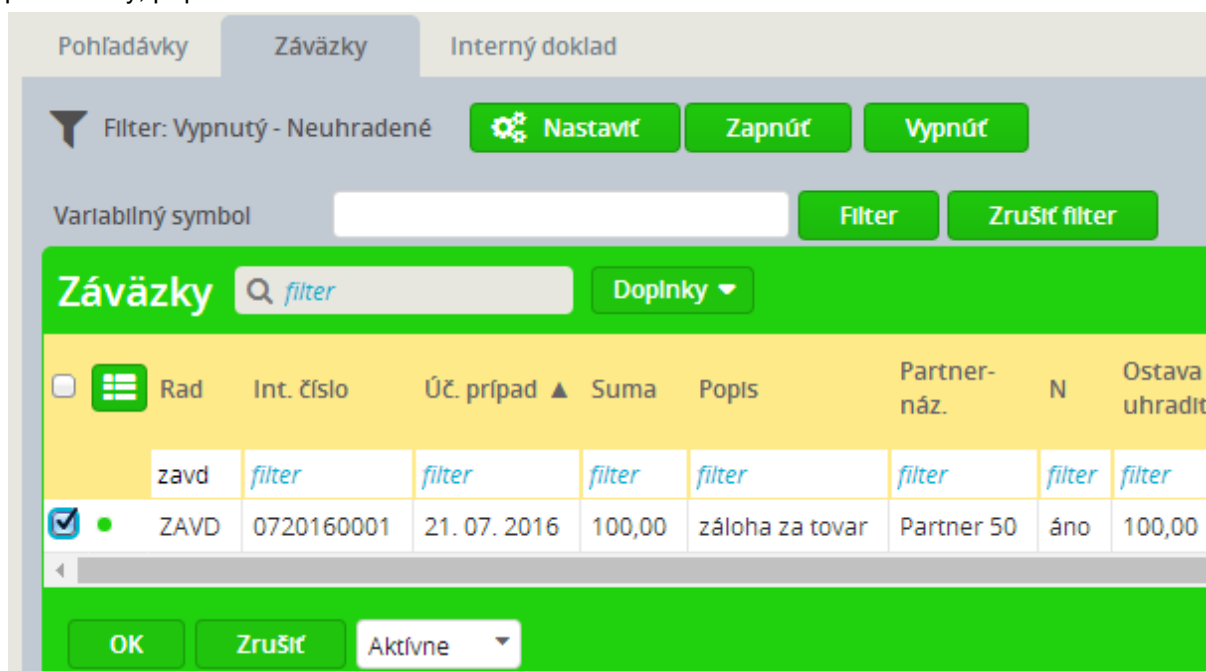 Pohľadávky Záväzky Interný doklad
Filter: Vypnutý - Neuhradené Nastaviť Zapnúť Vypnúť
Variabilný symbol Filter Zrušiť filter
Záväzky filter Doplnky
Rad Int. číslo Úč. prípad ▲ Suma Popis Partner-náz. N Ostava uhradit
zavd filter filter filter filter filter filter filter
ZAVD 0720160001 21. 07. 2016 100,00 záloha za tovar Partner 50 áno 100,00
OK Zrušiť Aktívne